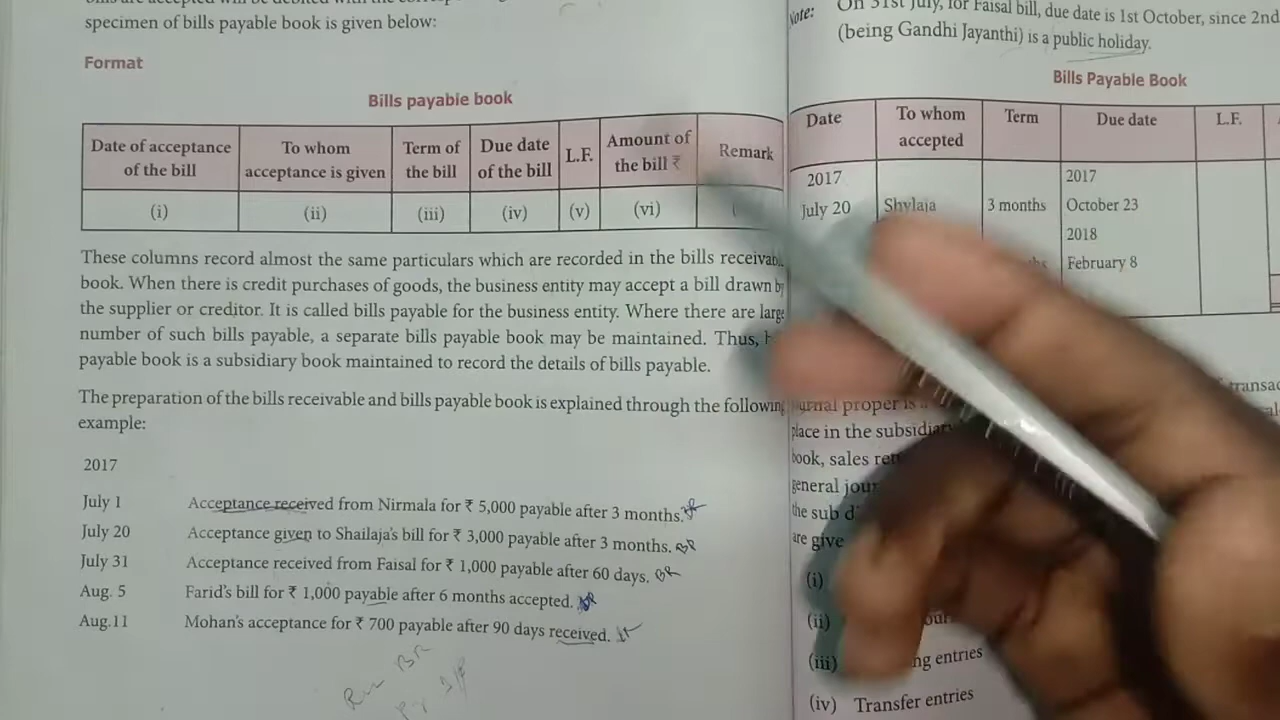 specimen of bills payable book is given below:
Format
Bills payable book
Date of acceptance of the bill To whom acceptance is given Term of the bill Due date of the bill L.F. Amount of the bill ₹ Remark
(i) (ii) (iii) (iv) (v) (vi)
These columns record almost the same particulars which are recorded in the bills
book. When there is credit purchases of goods, the business entity may accept a bill drawn
the supplier or creditor. It is called bills payable for the business entity. Where there are
number of such bills payable, a separate bills payable book may be maintained. Thus,
payable book is a subsidiary book maintained to record the details of bills payable.
The preparation of the bills receivable and bills payable book is explained through the following
example:
2017
July 1 Acceptance received from Nirmala for ₹ 5,000 payable after 3 months.
July 20 Acceptance given to Shailaja's bill for ₹ 3,000 payable after 3 months. BR
July 31 Acceptance received from Faisal for ₹ 1,000 payable after 60 days. BR
Aug. 5 Farid's bill for ₹ 1,000 payable after 6 months accepted.
Aug.11 Mohan's acceptance for ₹ 700 payable after 90 days received.
BR
Note: On 31st July, for Faisal bill, due date is 1st October, since 2nd
(being Gandhi Jayanthi) is a public holiday.
Bills Payable Book
Date To whom accepted Term Due date L.F.
2017 2017
July 20 Shylaja 3 months October 23
2018
February 8
proper is
place in the subsidiary
book, sales
general
the sub
are give
(i)
(ii)
(iii) entries
(iv) Transfer entries